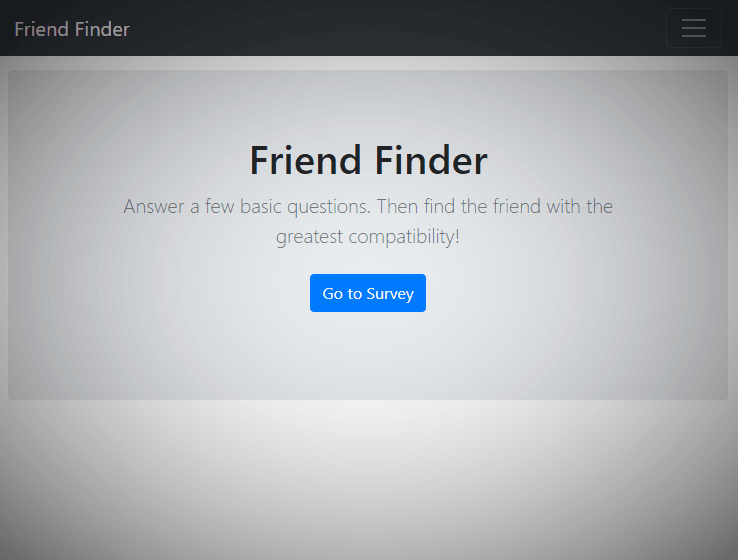 Friend Finder
Friend Finder
Answer a few basic questions. Then find the friend with the
greatest compatibility!
Go to Survey